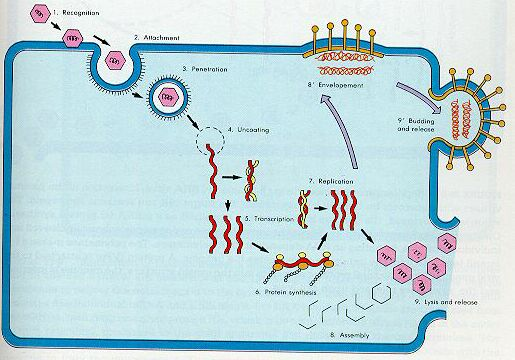 1. Recognition
2. Attachment
3. Penetration
4. Uncoating
5. Transcription
6. Protein synthesis
7. Replication
8. Assembly
9. Lysis and release
8' Envelopement
9' Budding
and release